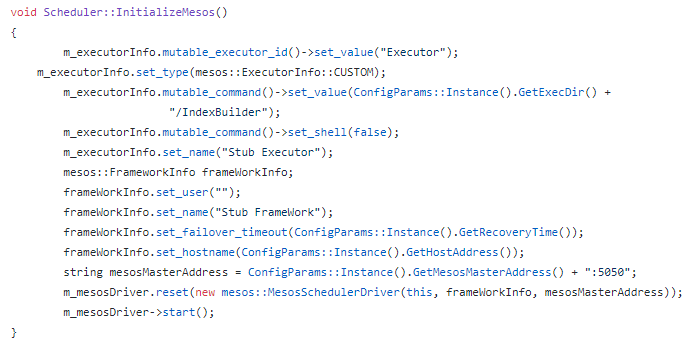 void Scheduler::InitializeMesos()
{
m_executorInfo.mutable_executor_id()->set_value("Executor");
m_executorInfo.set_type(mesos::ExecutorInfo::CUSTOM);
m_executorInfo.mutable_command()->set_value(ConfigParams::Instance().GetExecDir() +
"/IndexBuilder");
m_executorInfo.mutable_command()->set_shell(false);
m_executorInfo.set_name("Stub Executor");
mesos::FrameworkInfo frameWorkInfo;
frameWorkInfo.set_user("");
frameWorkInfo.set_name("Stub FrameWork");
frameWorkInfo.set_failover_timeout(ConfigParams::Instance().GetRecoveryTime());
frameWorkInfo.set_hostname(ConfigParams::Instance().GetHostAddress());
string mesosMasterAddress = ConfigParams::Instance().GetMesosMasterAddress() + ":5050";
m_mesosDriver.reset(new mesos::MesosSchedulerDriver(this, frameWorkInfo, mesosMasterAddress));
m_mesosDriver->start();
}